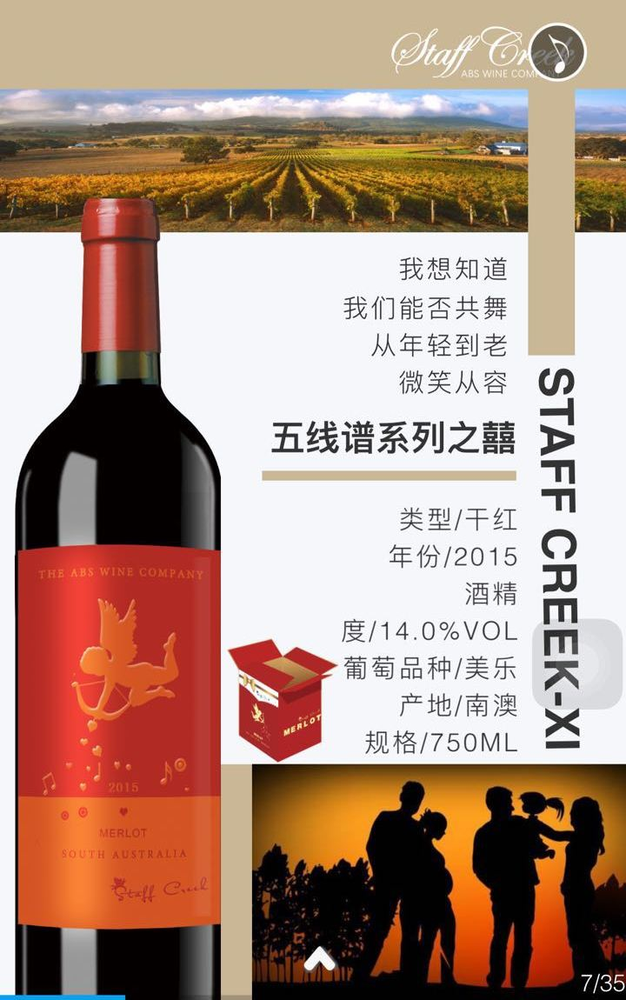 Staff Creek
ABS WINE COMPANY
我想知道
我们能否共舞
从年轻到老
微笑从容
五线谱系列之囍
类型/干红
年份/2015
酒精
度/14.0%VOL
葡萄品种/美乐
产地/南澳
规格/750ML
STAFF CREEK-XI
THE ABS WINE COMPANY
2015
MERLOT
SOUTH AUSTRALIA
Staff Creek
MERLOT
7/35